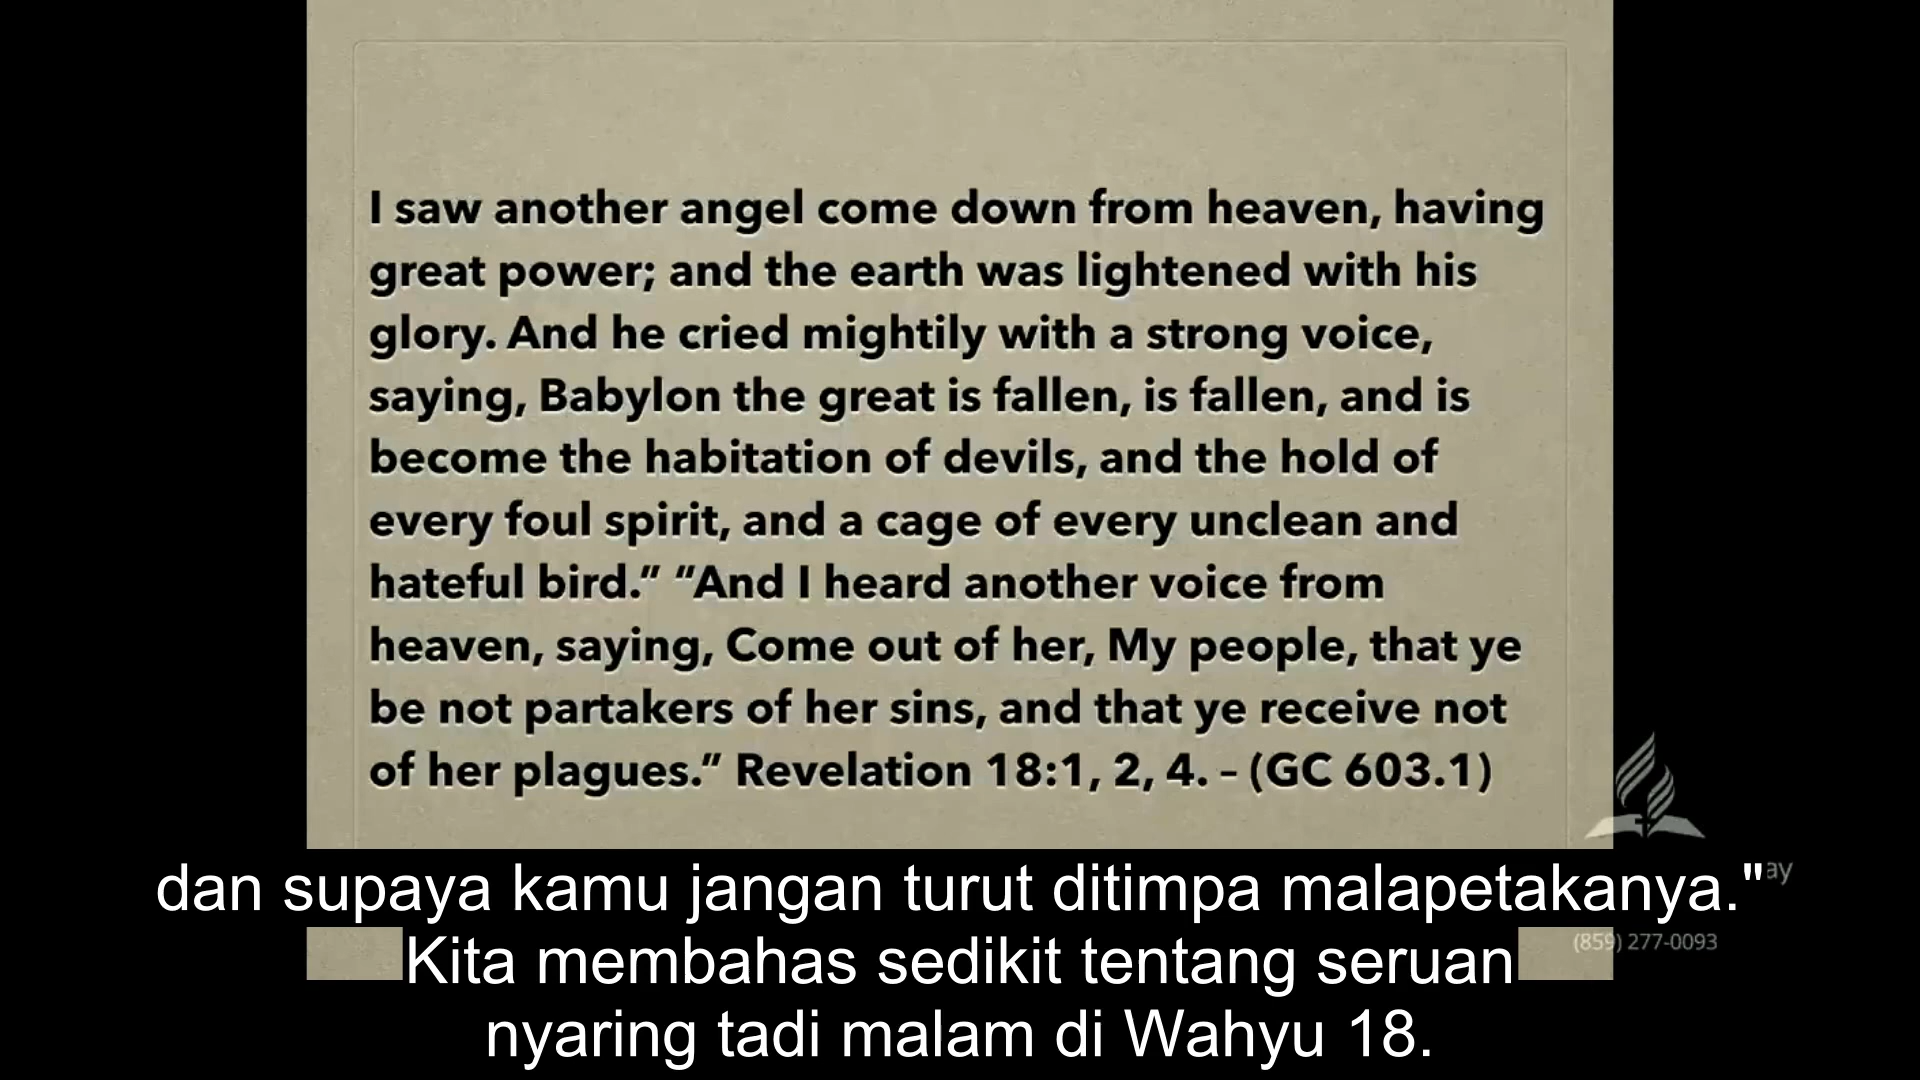 I saw another angel come down from heaven, having
great power; and the earth was lightened with his
glory. And he cried mightily with a strong voice,
saying, Babylon the great is fallen, is fallen, and is
become the habitation of devils, and the hold of
every foul spirit, and a cage of every unclean and
hateful bird.” “And I heard another voice from
heaven, saying, Come out of her, My people, that ye
be not partakers of her sins, and that ye receive not
of her plagues.” Revelation 18:1, 2, 4. – (GC 603.1)
dan supaya kamu jangan turut ditimpa malapetakanya."
ay
Kita membahas sedikit tentang seruan
(859) 277-0093
nyaring tadi malam di Wahyu 18.